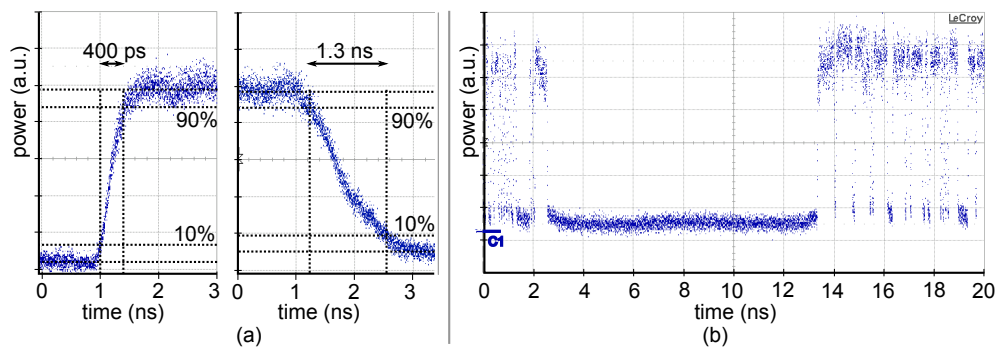 400 ps
90%
10%
power (a.u.)
0 1 2 3
time (ns)
1.3 ns
90%
10%
0 1 2 3
time (ns)
(a)
LeCroy
power (a.u.)
C1
0 2 4 6 8 10 12 14 16 18 20
time (ns)
(b)